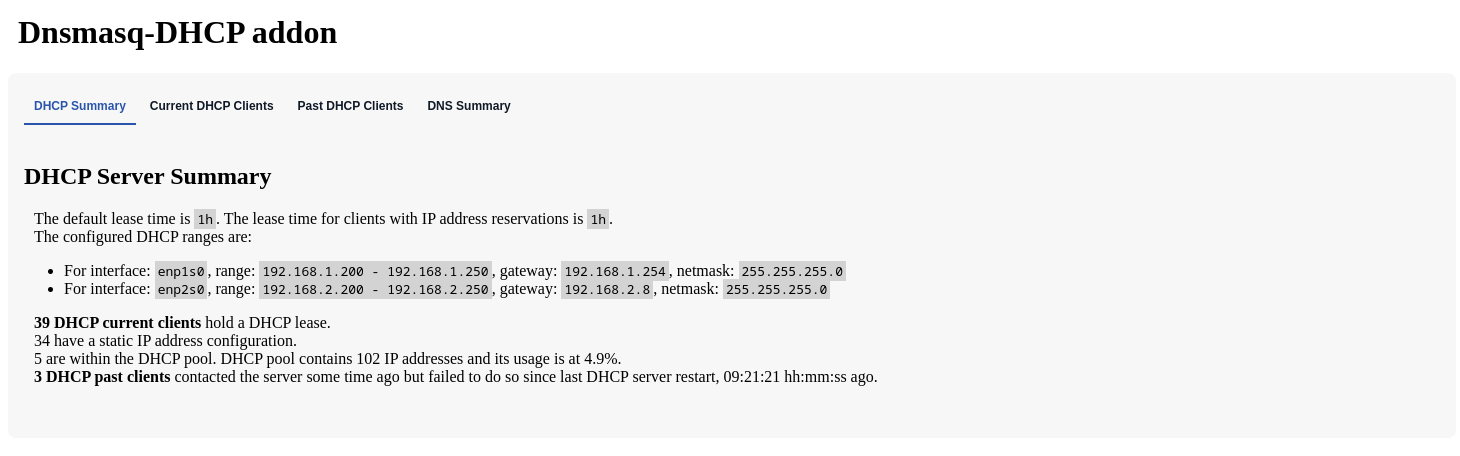 Dnsmasq-DHCP addon
DHCP Summary Current DHCP Clients Past DHCP Clients DNS Summary
DHCP Server Summary
The default lease time is 1h. The lease time for clients with IP address reservations is 1h.
The configured DHCP ranges are:
• For interface: enp1s0, range: 192.168.1.200 - 192.168.1.250, gateway: 192.168.1.254, netmask: 255.255.255.0
• For interface: enp2s0, range: 192.168.2.200 - 192.168.2.250, gateway: 192.168.2.8, netmask: 255.255.255.0
39 DHCP current clients hold a DHCP lease.
34 have a static IP address configuration.
5 are within the DHCP pool. DHCP pool contains 102 IP addresses and its usage is at 4.9%.
3 DHCP past clients contacted the server some time ago but failed to do so since last DHCP server restart, 09:21:21 hh:mm:ss ago.